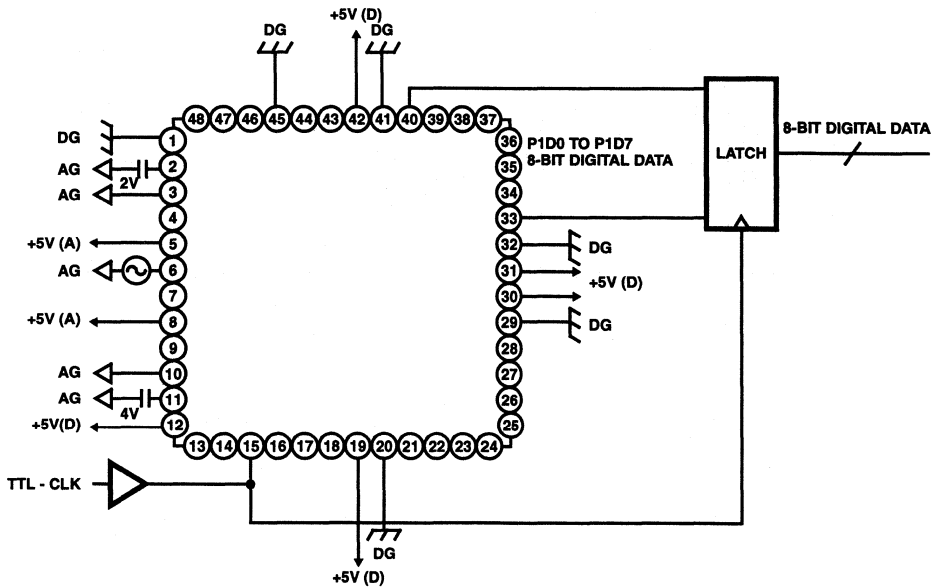 +5V (D)
DG
DG
48 47 46 45 44 43 42 41 40 39 38 37
DG
1
36
P1D0 TO P1D7
8-BIT DIGITAL DATA
LATCH
8-BIT DIGITAL DATA
AG
2V
2
35
AG
3
34
4
33
+5V (A)
5
32
DG
AG
6
31
+5V (D)
7
30
+5V (A)
8
29
DG
9
28
AG
10
27
AG
4V
11
26
+5V(D)
12
25
13 14 15 16 17 18 19 20 21 22 23 24
TTL - CLK
DG
+5V (D)